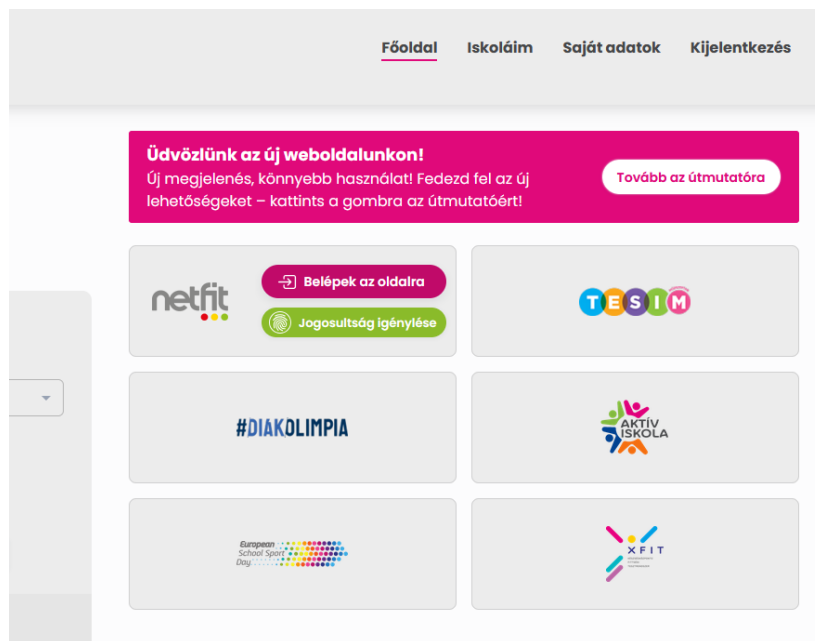 Főoldal Iskoláim Saját adatok Kijelentkezés
Üdvözlünk az új weboldalunkon!
Új megjelenés, könnyebb használat! Fedezd fel az új
lehetőségeket – kattints a gombra az útmutatóért!
Tovább az útmutatóra
netfit
Belépek az oldalra
Jogosultság igénylése
TESIM
#DIAKOLIMPIA
AKTÍV
ISKOLA
European
School Sport
Day
XFIT